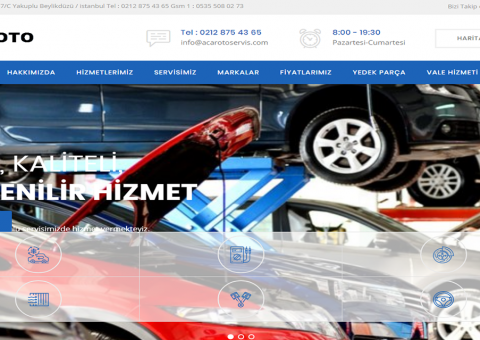 7/C Yakuplu Beylikdüzü / Istanbul Tel : 0212 875 43 65 Gsm 1 : 0535 508 02 73
Bizi Takip
OTO
Tel : 0212 875 43 65
info@acarotoservis.com
8:00 - 19:30
Pazartesi-Cumartesi
HARİTA
HAKKIMIZDA HİZMETLERİMİZ SERVİSİMİZ MARKALAR FİYATLARIMIZ YEDEK PARÇA VALE HİZMETİ
, KALİTELİ
ENİLİR HİZMET
servisimizde hizmet vermekteyiz.